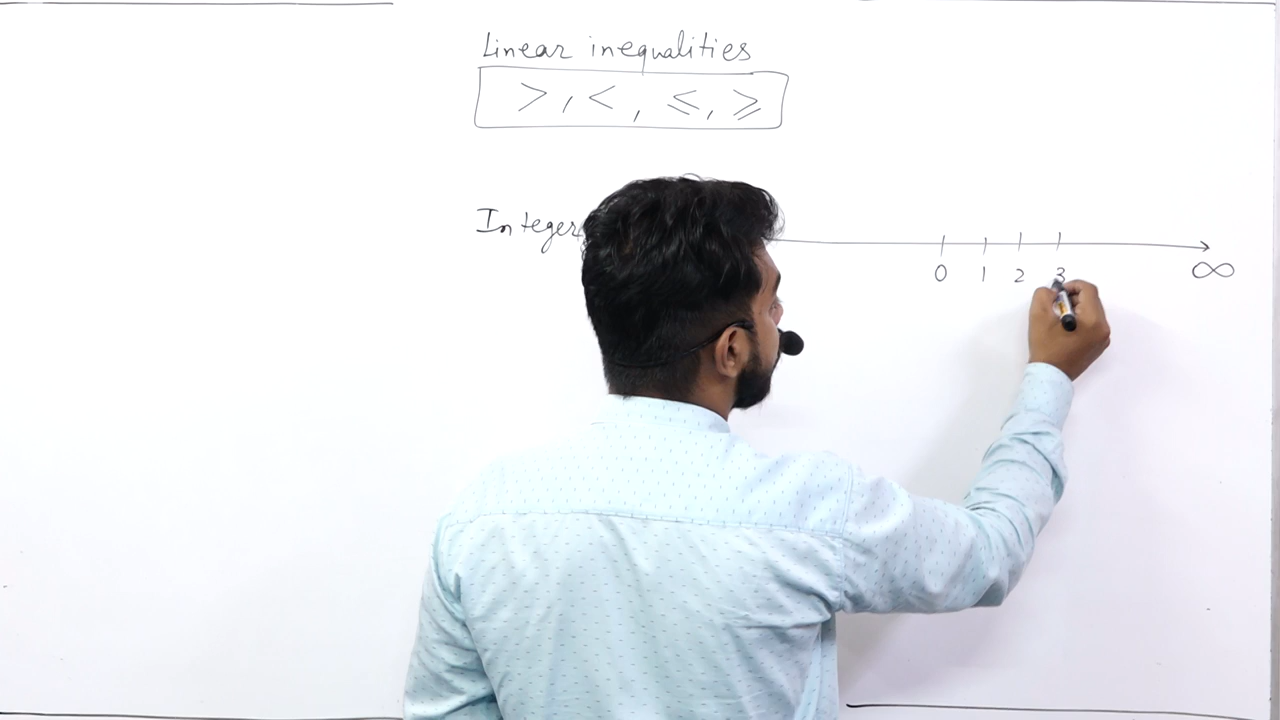 Linear inequalities
>, <, ≤, ≥
Integer
0 1 2 3 ∞